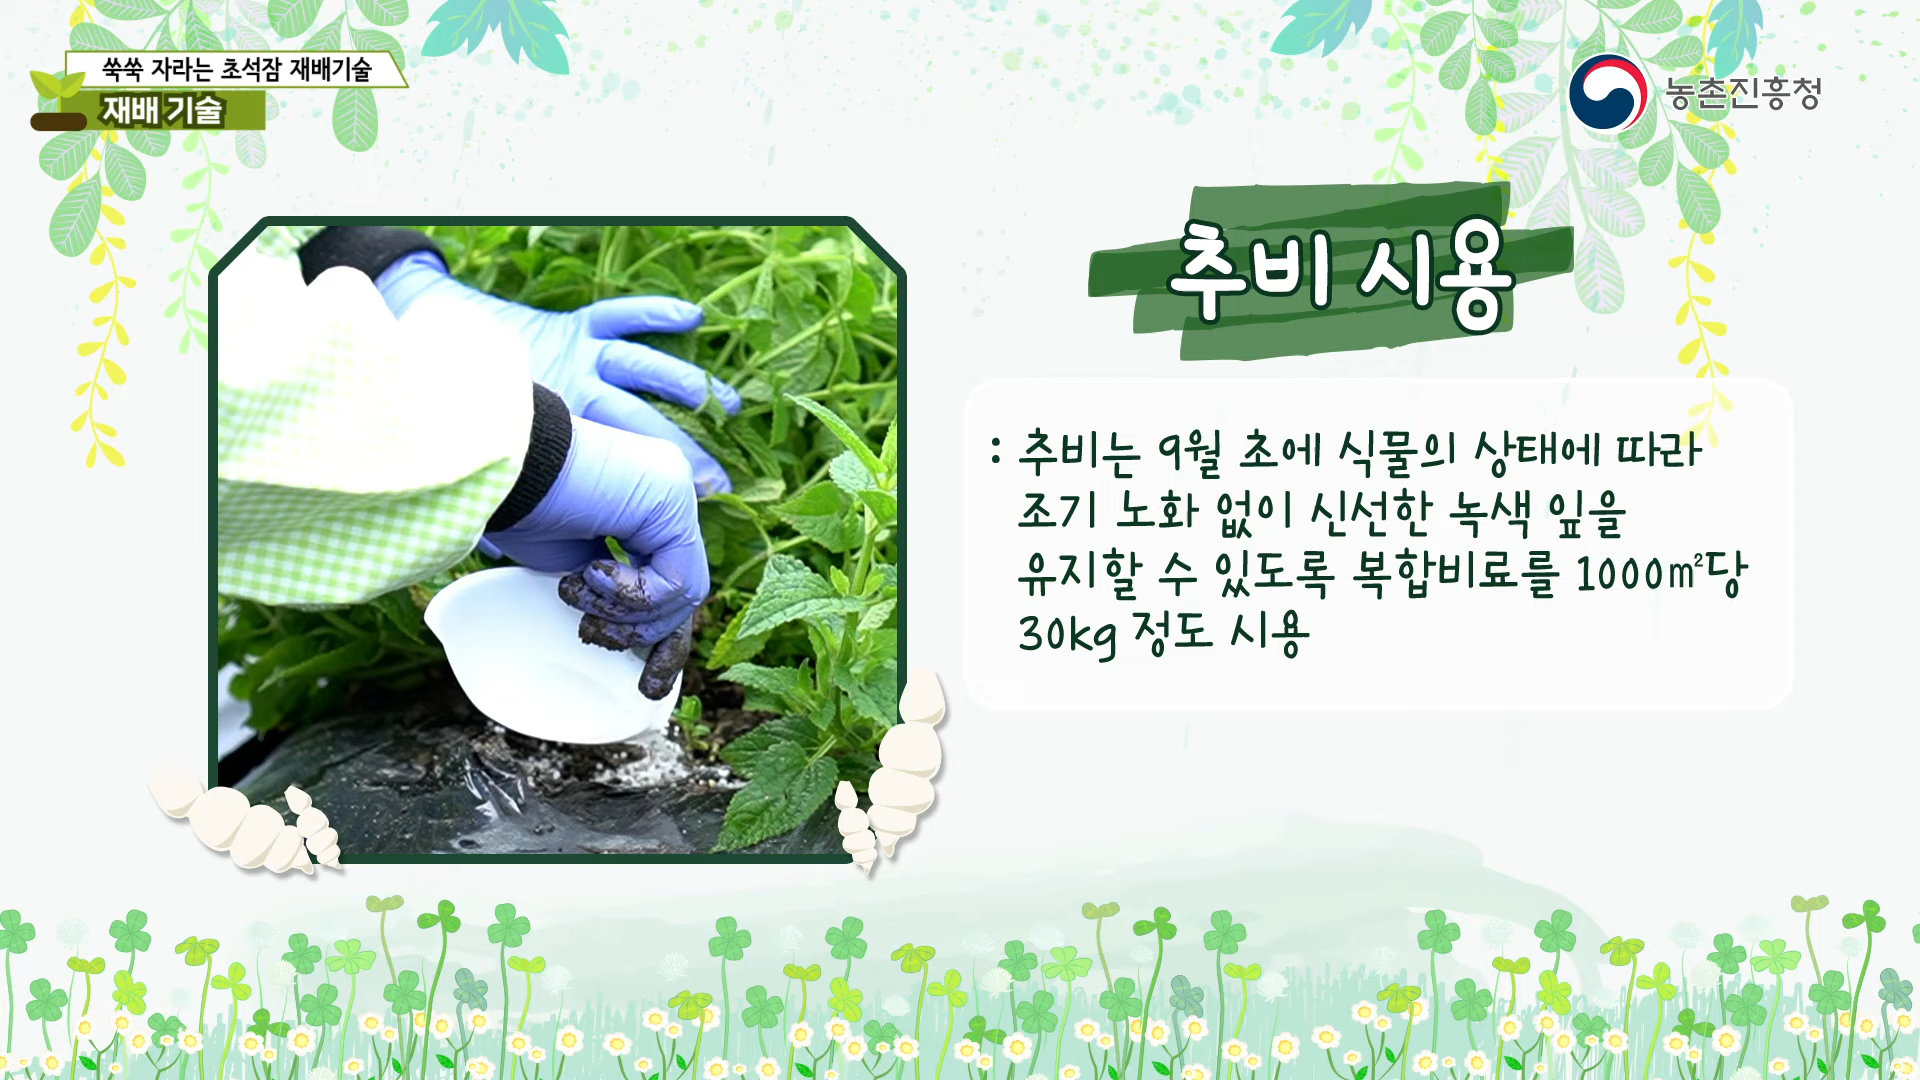 쑥쑥 자라는 초석잠 재배기술
재배 기술
농촌진흥청
추비 시용
: 추비는 9월 초에 식물의 상태에 따라
조기 노화 없이 신선한 녹색 잎을
유지할 수 있도록 복합비료를 1000㎡당
30kg 정도 시용